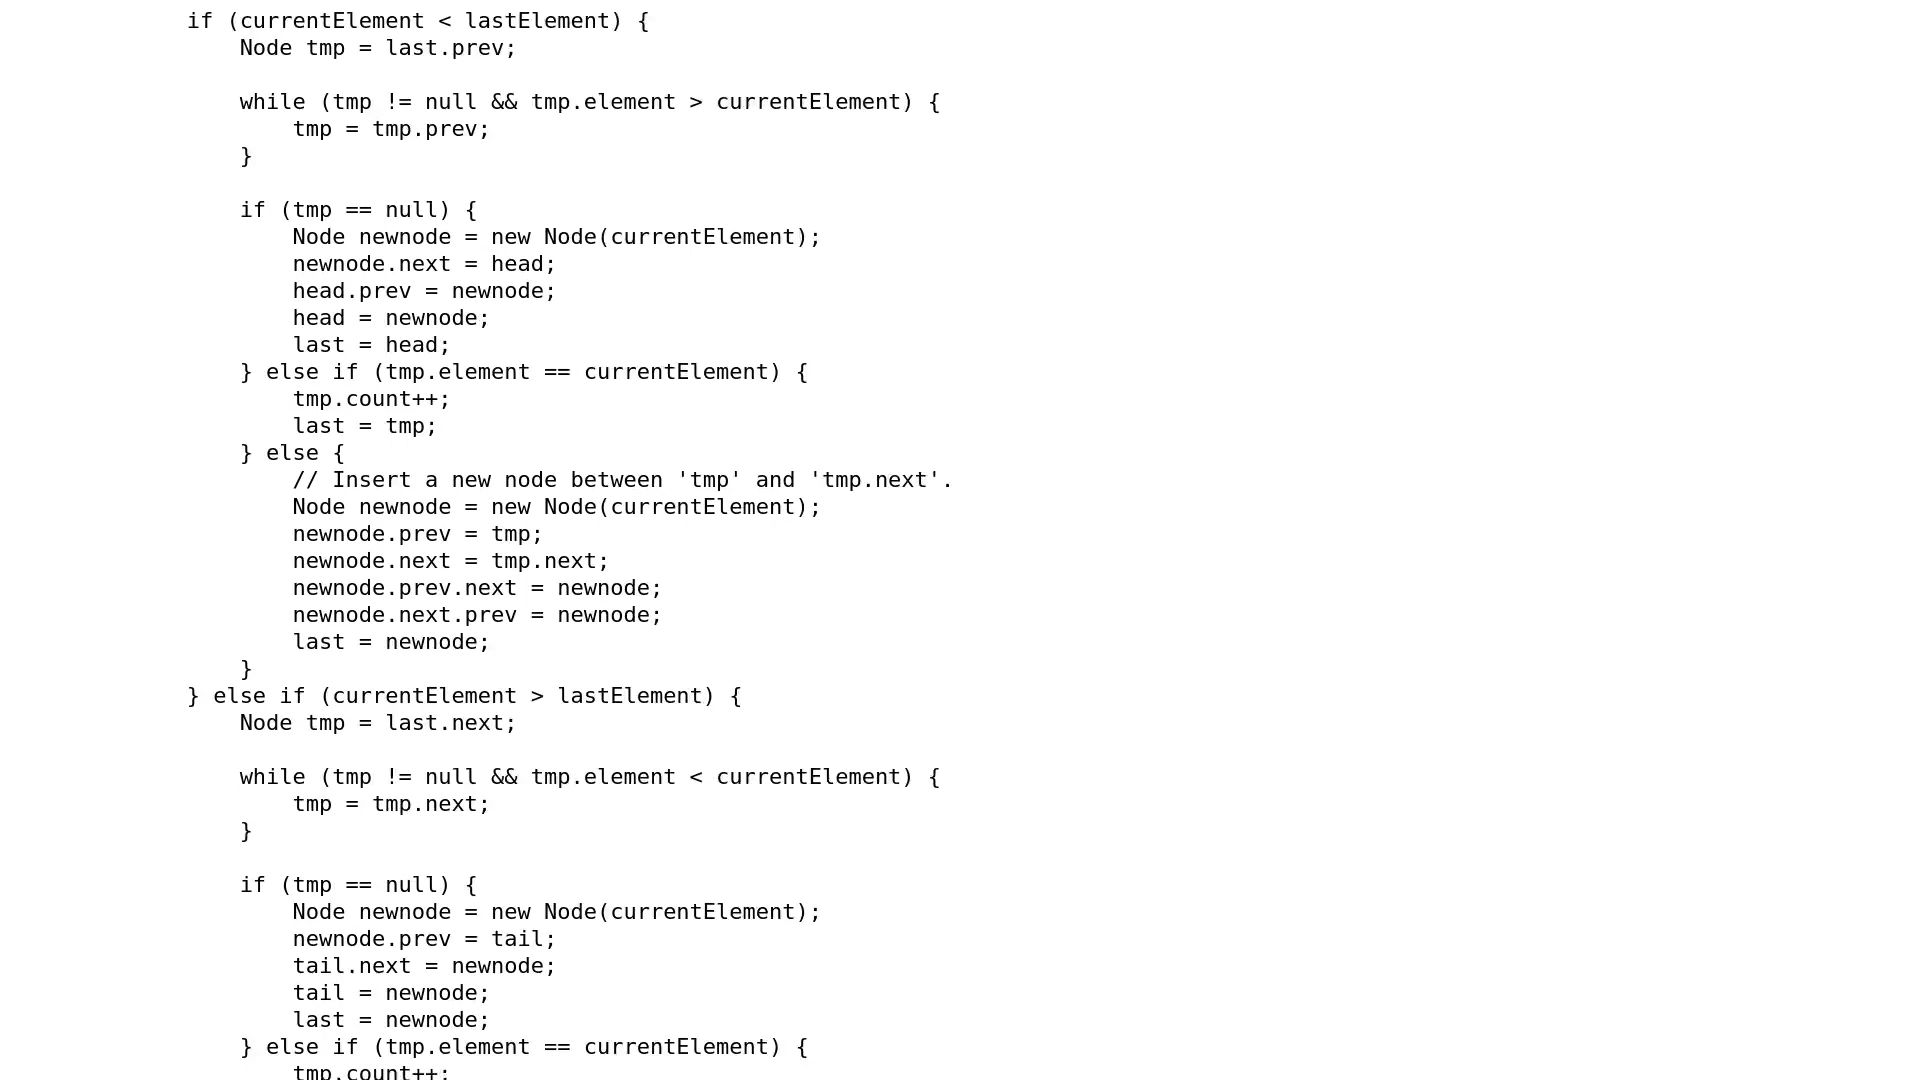 if (currentElement < lastElement) {
    Node tmp = last.prev;

    while (tmp != null && tmp.element > currentElement) {
        tmp = tmp.prev;
    }

    if (tmp == null) {
        Node newnode = new Node(currentElement);
        newnode.next = head;
        head.prev = newnode;
        head = newnode;
        last = head;
    } else if (tmp.element == currentElement) {
        tmp.count++;
        last = tmp;
    } else {
        // Insert a new node between 'tmp' and 'tmp.next'.
        Node newnode = new Node(currentElement);
        newnode.prev = tmp;
        newnode.next = tmp.next;
        newnode.prev.next = newnode;
        newnode.next.prev = newnode;
        last = newnode;
    }
} else if (currentElement > lastElement) {
    Node tmp = last.next;

    while (tmp != null && tmp.element < currentElement) {
        tmp = tmp.next;
    }

    if (tmp == null) {
        Node newnode = new Node(currentElement);
        newnode.prev = tail;
        tail.next = newnode;
        tail = newnode;
        last = newnode;
    } else if (tmp.element == currentElement) {
        tmp.count++;